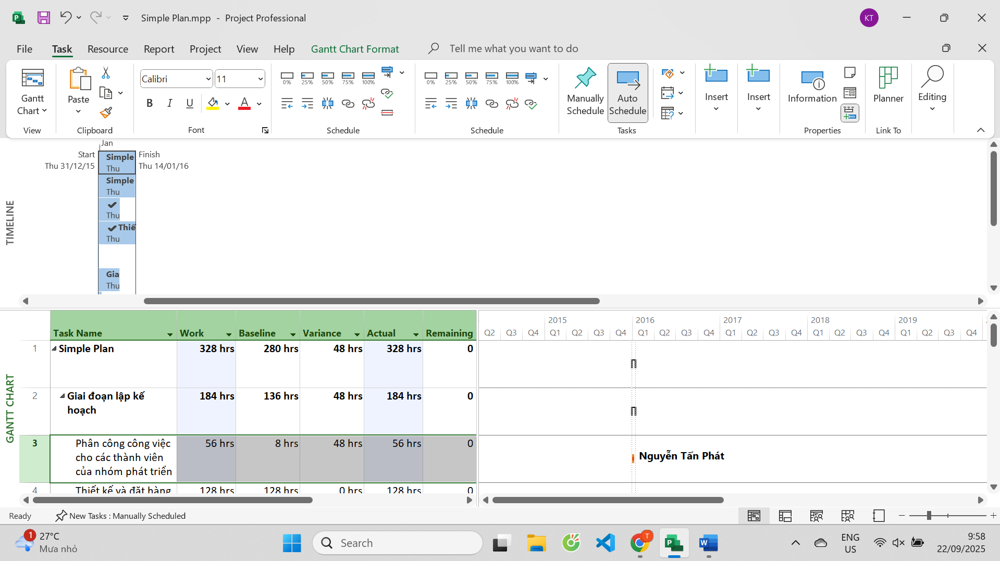 Simple Plan.mpp - Project Professional
KT
File Task Resource Report Project View Help Gantt Chart Format Tell me what you want to do
Gantt Chart
View
Paste
Clipboard
Calibri 11
B I U A
Font
0% 25% 50% 75% 100%
Schedule
0% 25% 50% 75% 100%
Schedule
Manually Schedule
Auto Schedule
Tasks
Insert
Insert
Information
Properties
Planner
Link To
Editing
TIMELINE
Jan
Start
Thu 31/12/15
Simple
Thu
Finish
Thu 14/01/16
Simple
Thu
Thu
Thiế
Thu
Gia
Thu
GANTT CHART
Task Name Work Baseline Variance Actual Remaining
1 Simple Plan 328 hrs 280 hrs 48 hrs 328 hrs 0
2 Giai đoạn lập kế 184 hrs 136 hrs 48 hrs 184 hrs 0
hoạch
3 Phân công công việc 56 hrs 8 hrs 48 hrs 56 hrs 0
cho các thành viên
của nhóm phát triển
4 Thiết kế và đặt hàng 128 hrs 128 hrs 0 hrs 128 hrs 0
2015 2016 2017 2018 2019
Q2 Q3 Q4 Q1 Q2 Q3 Q4 Q1 Q2 Q3 Q4 Q1 Q2 Q3 Q4 Q1 Q2 Q3 Q4 Q1 Q2 Q3 Q4
Nguyễn Tấn Phát
Ready New Tasks : Manually Scheduled
1 27°C
Mưa nhỏ
Search
T
ENG
US
9:58
22/09/2025